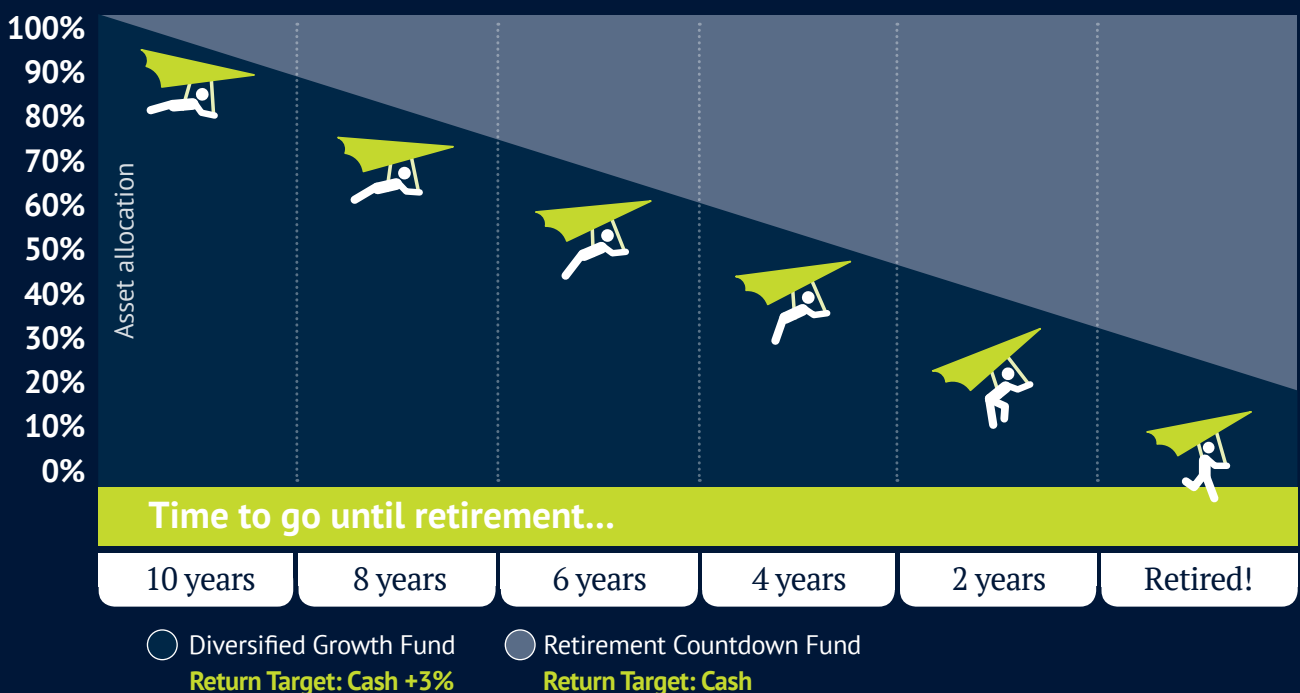 100%
90%
80%
70%
60%
50%
40%
30%
20%
10%
0%
Asset allocation
Time to go until retirement...
10 years
8 years
6 years
4 years
2 years
Retired!
Diversified Growth Fund
Return Target: Cash +3%
Retirement Countdown Fund
Return Target: Cash